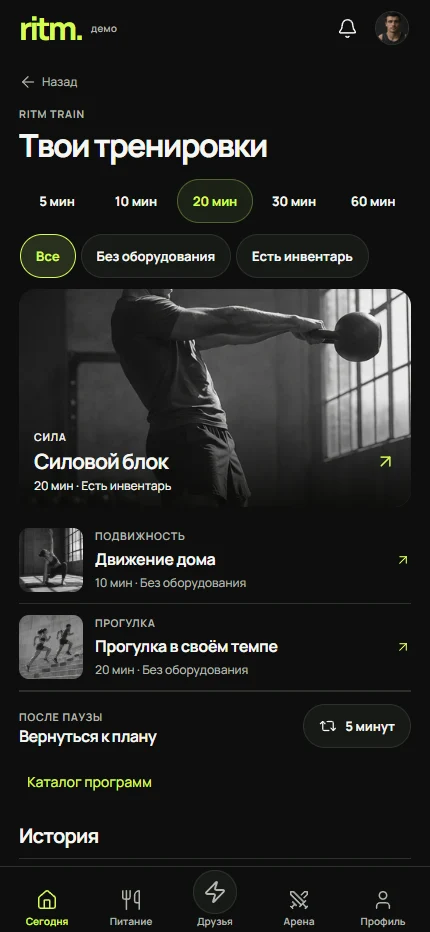 ritm. демо
Назад
RITM TRAIN
Твои тренировки
5 мин 10 мин 20 мин 30 мин 60 мин
Все Без оборудования Есть инвентарь
СИЛА
Силовой блок
20 мин · Есть инвентарь
ПОДВИЖНОСТЬ
Движение дома
10 мин · Без оборудования
ПРОГУЛКА
Прогулка в своём темпе
20 мин · Без оборудования
ПОСЛЕ ПАУЗЫ
Вернуться к плану
5 минут
Каталог программ
История
Сегодня Питание Друзья Арена Профиль